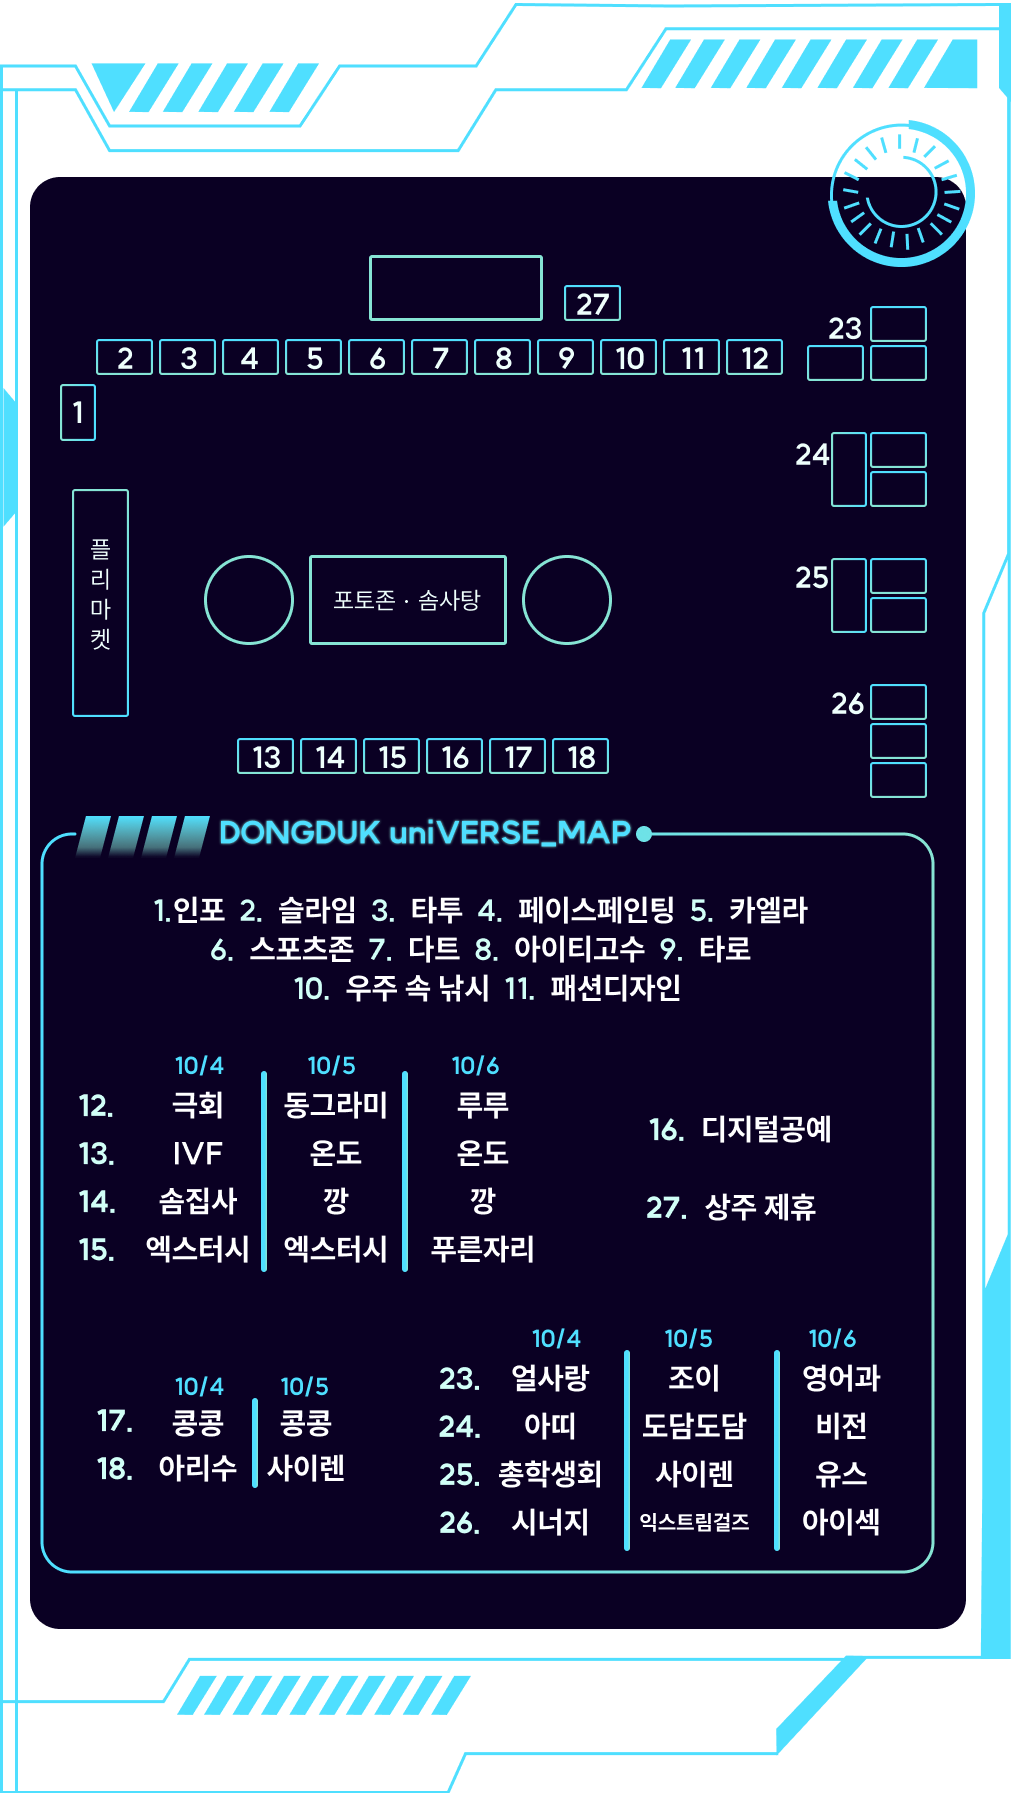 27
23
2 3 4 5 6 7 8 9 10 11 12
1
24
플리마켓
포토존 · 솜사탕
25
26
13 14 15 16 17 18
DONGDUK uniVERSE_MAP
1.인포 2. 슬라임 3. 타투 4. 페이스페인팅 5. 카엘라
6. 스포츠존 7. 다트 8. 아이티고수 9. 타로
10. 우주 속 낚시 11. 패션디자인
10/4 10/5 10/6
12. 극회 동그라미 루루
13. IVF 온도 온도
14. 솜집사 깡 깡
15. 엑스터시 엑스터시 푸른자리
16. 디지털공예
27. 상주 제휴
10/4 10/5
17. 콩콩 콩콩
18. 아리수 사이렌
10/4 10/5 10/6
23. 얼사랑 조이 영어과
24. 아띠 도담도담 비전
25. 총학생회 사이렌 유스
26. 시너지 익스트림걸즈 아이섹